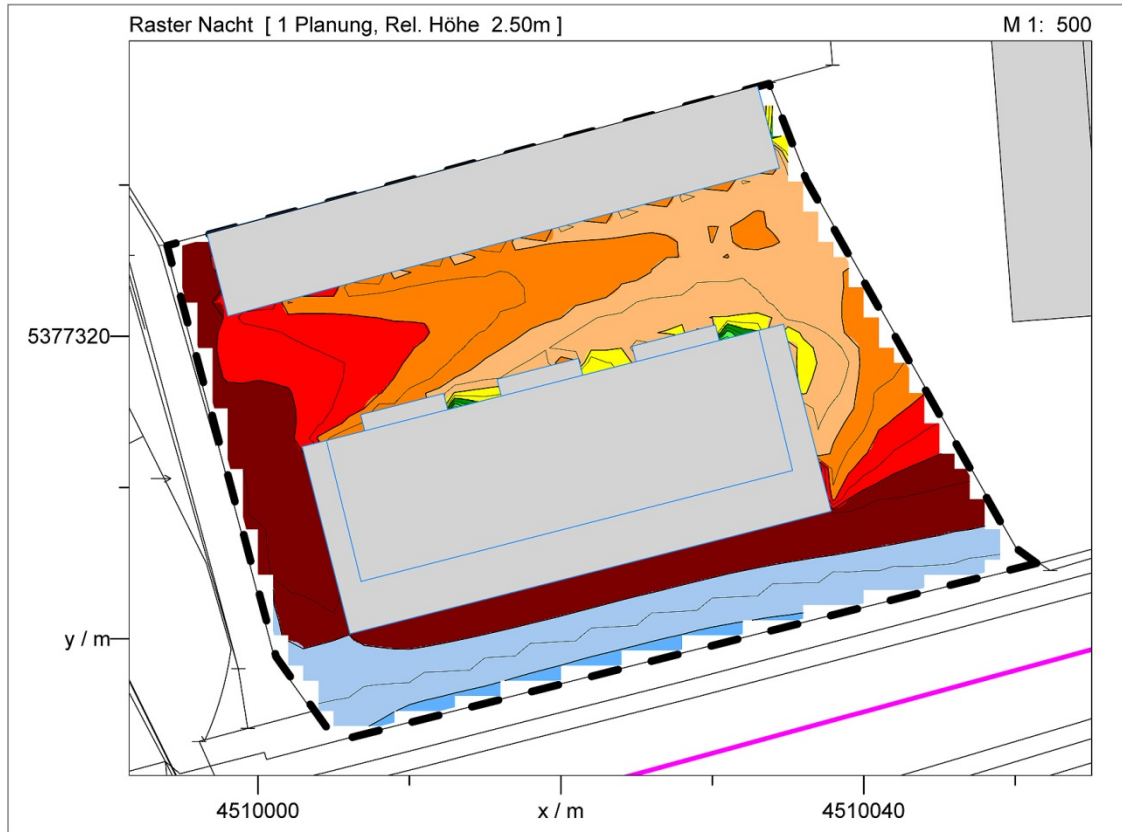 Raster Nacht [ 1 Planung, Rel. Höhe 2.50m ] M 1: 500
5377320
y / m
4510000 x / m 4510040